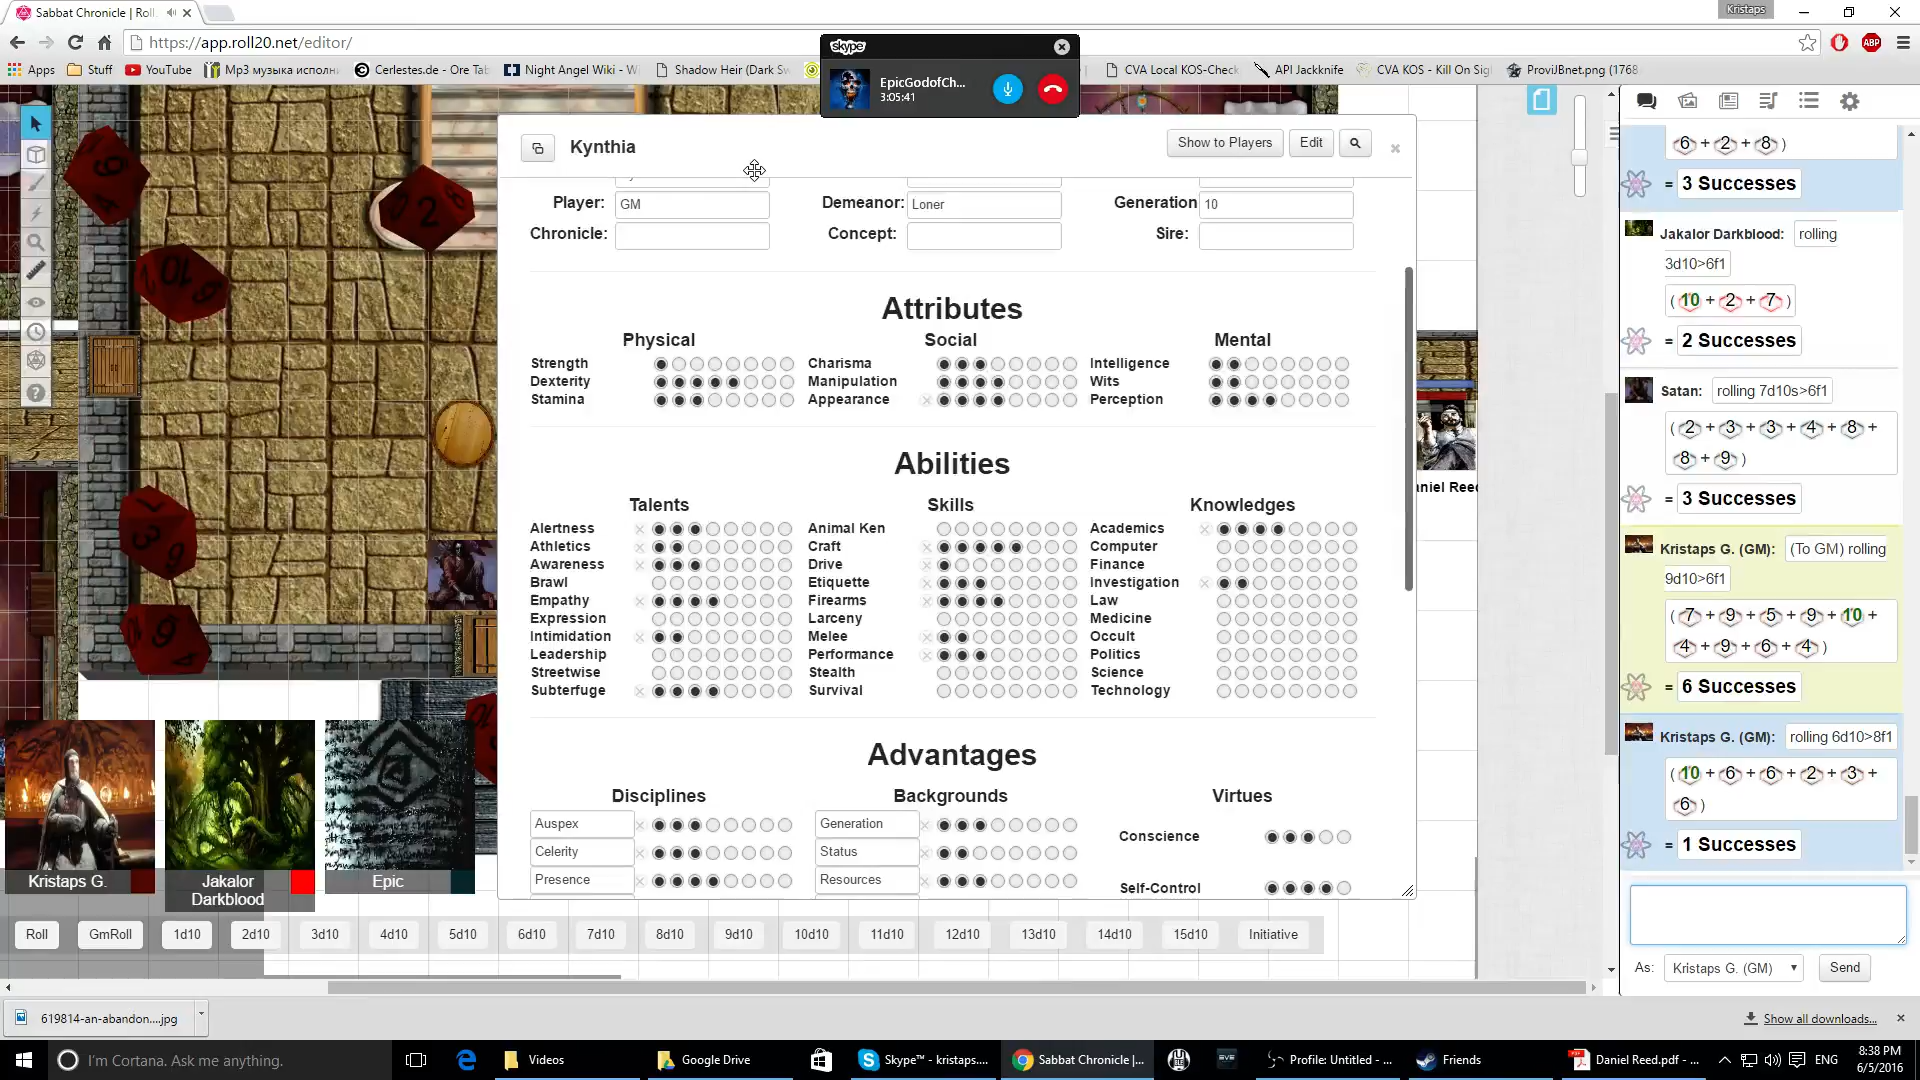 Sabbat Chronicle | Roll
Kristaps
https://app.roll20.net/editor/
Apps
Stuff
YouTube
Mp3 музыка исполни
Cerlestes.de - Ore Tab
Night Angel Wiki - W
Shadow Heir (Dark Sw
CVA Local KOS-Check
API Jackknife
CVA KOS - Kill On Sigh
ProviJBnet.png (1768
ABP
skype
EpicGodofCh...
3:05:41
Kynthia
Show to Players
Edit
Player: GM
Demeanor: Loner
Generation 10
Chronicle:
Concept:
Sire:
Attributes
Physical
Social
Mental
Strength
Charisma
Intelligence
Dexterity
Manipulation
Wits
Stamina
Appearance
Perception
Abilities
Talents
Skills
Knowledges
Alertness
Animal Ken
Academics
Athletics
Craft
Computer
Awareness
Drive
Finance
Brawl
Etiquette
Investigation
Empathy
Firearms
Law
Expression
Larceny
Medicine
Intimidation
Melee
Occult
Leadership
Performance
Politics
Streetwise
Stealth
Science
Subterfuge
Survival
Technology
Advantages
Disciplines
Backgrounds
Virtues
Auspex
Generation
Conscience
Celerity
Status
Presence
Resources
Self-Control
aniel Reed
6 + 2 + 8 )
= 3 Successes
Jakalor Darkblood: rolling
3d10>6f1
( 10 + 2 + 7 )
= 2 Successes
Satan: rolling 7d10s>6f1
( 2 + 3 + 3 + 4 + 8 +
8 + 9 )
= 3 Successes
Kristaps G. (GM): (To GM) rolling
9d10>6f1
( 7 + 9 + 5 + 9 + 10 +
4 + 9 + 6 + 4 )
= 6 Successes
Kristaps G. (GM): rolling 6d10>8f1
( 10 + 6 + 6 + 2 + 3 +
6 )
= 1 Successes
As: Kristaps G. (GM)
Send
Kristaps G.
Jakalor
Darkblood
Epic
Roll
GmRoll
1d10
2d10
3d10
4d10
5d10
6d10
7d10
8d10
9d10
10d10
11d10
12d10
13d10
14d10
15d10
Initiative
619814-an-abandon....jpg
Show all downloads...
I'm Cortana. Ask me anything.
Videos
Google Drive
Skype™ - kristaps....
Sabbat Chronicle |...
EVE
Profile: Untitled - ...
Friends
Daniel Reed.pdf - ...
ENG
8:38 PM
6/5/2016